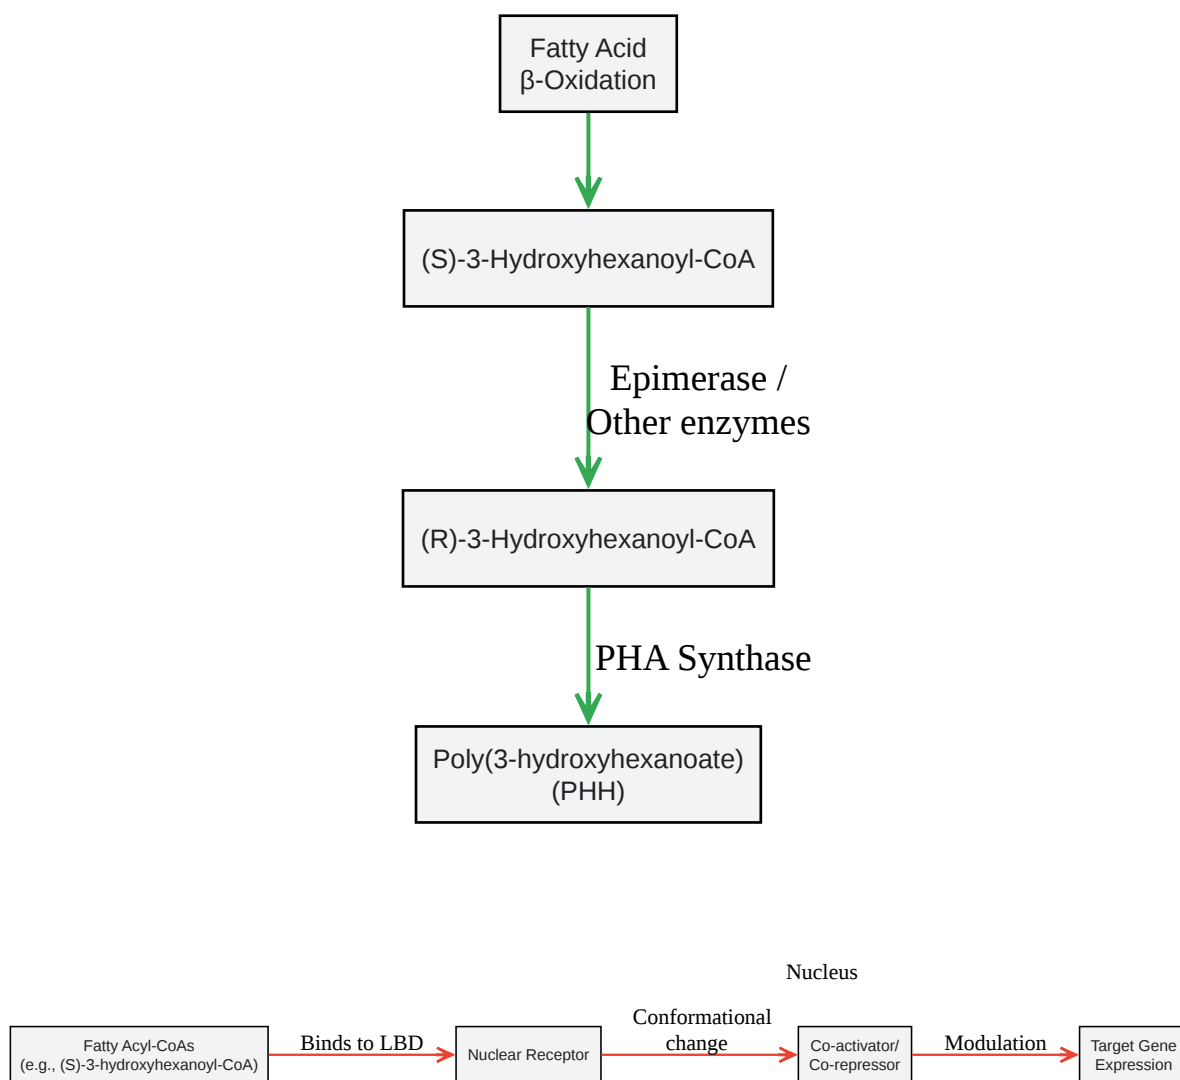 Fatty Acid
β-Oxidation
(S)-3-Hydroxyhexanoyl-CoA
Epimerase /
Other enzymes
(R)-3-Hydroxyhexanoyl-CoA
PHA Synthase
Poly(3-hydroxyhexanoate)
(PHH)
Nucleus
Fatty Acyl-CoAs
(e.g., (S)-3-hydroxyhexanoyl-CoA)
Binds to LBD
Nuclear Receptor
Conformational
change
Co-activator/
Co-repressor
Modulation
Target Gene
Expression